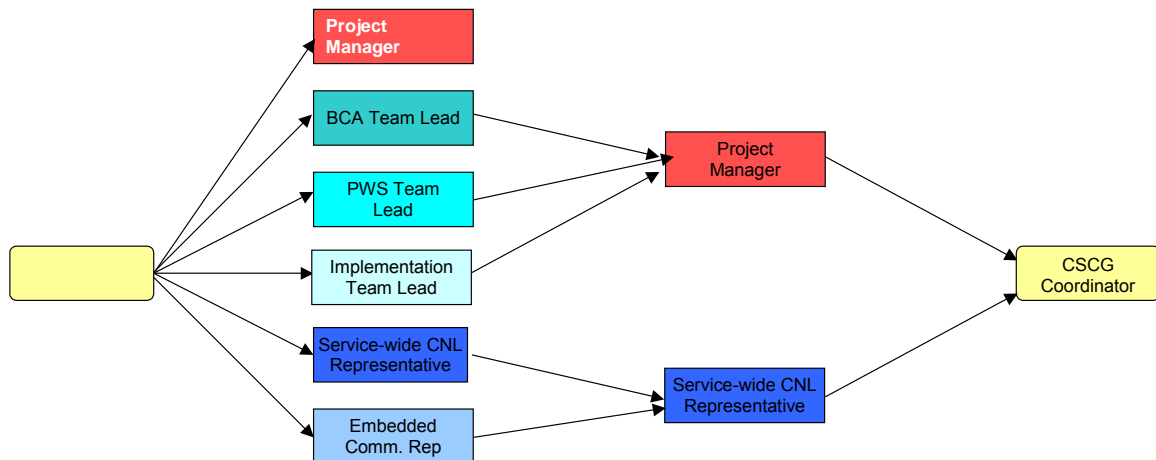 Project
Manager
BCA Team Lead
PWS Team
Lead
Implementation
Team Lead
Service-wide CNL
Representative
Embedded
Comm. Rep
Project
Manager
Service-wide CNL
Representative
CSCG
Coordinator